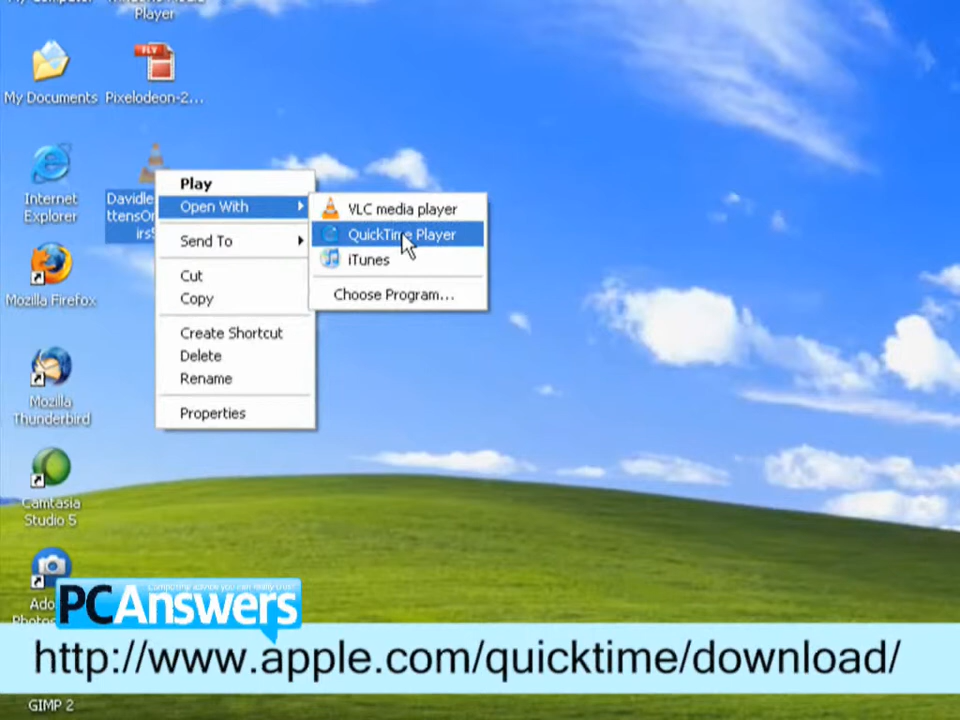 Player
FLV
My Documents
Pixelodeon-2...
Internet
Explorer
Mozilla Firefox
Mozilla
Thunderbird
Camtasia
Studio 5
Play
Open With
Send To
Cut
Copy
Create Shortcut
Delete
Rename
Properties
VLC media player
QuickTime Player
iTunes
Choose Program...
PCAnswers
http://www.apple.com/quicktime/download/
GIMP 2